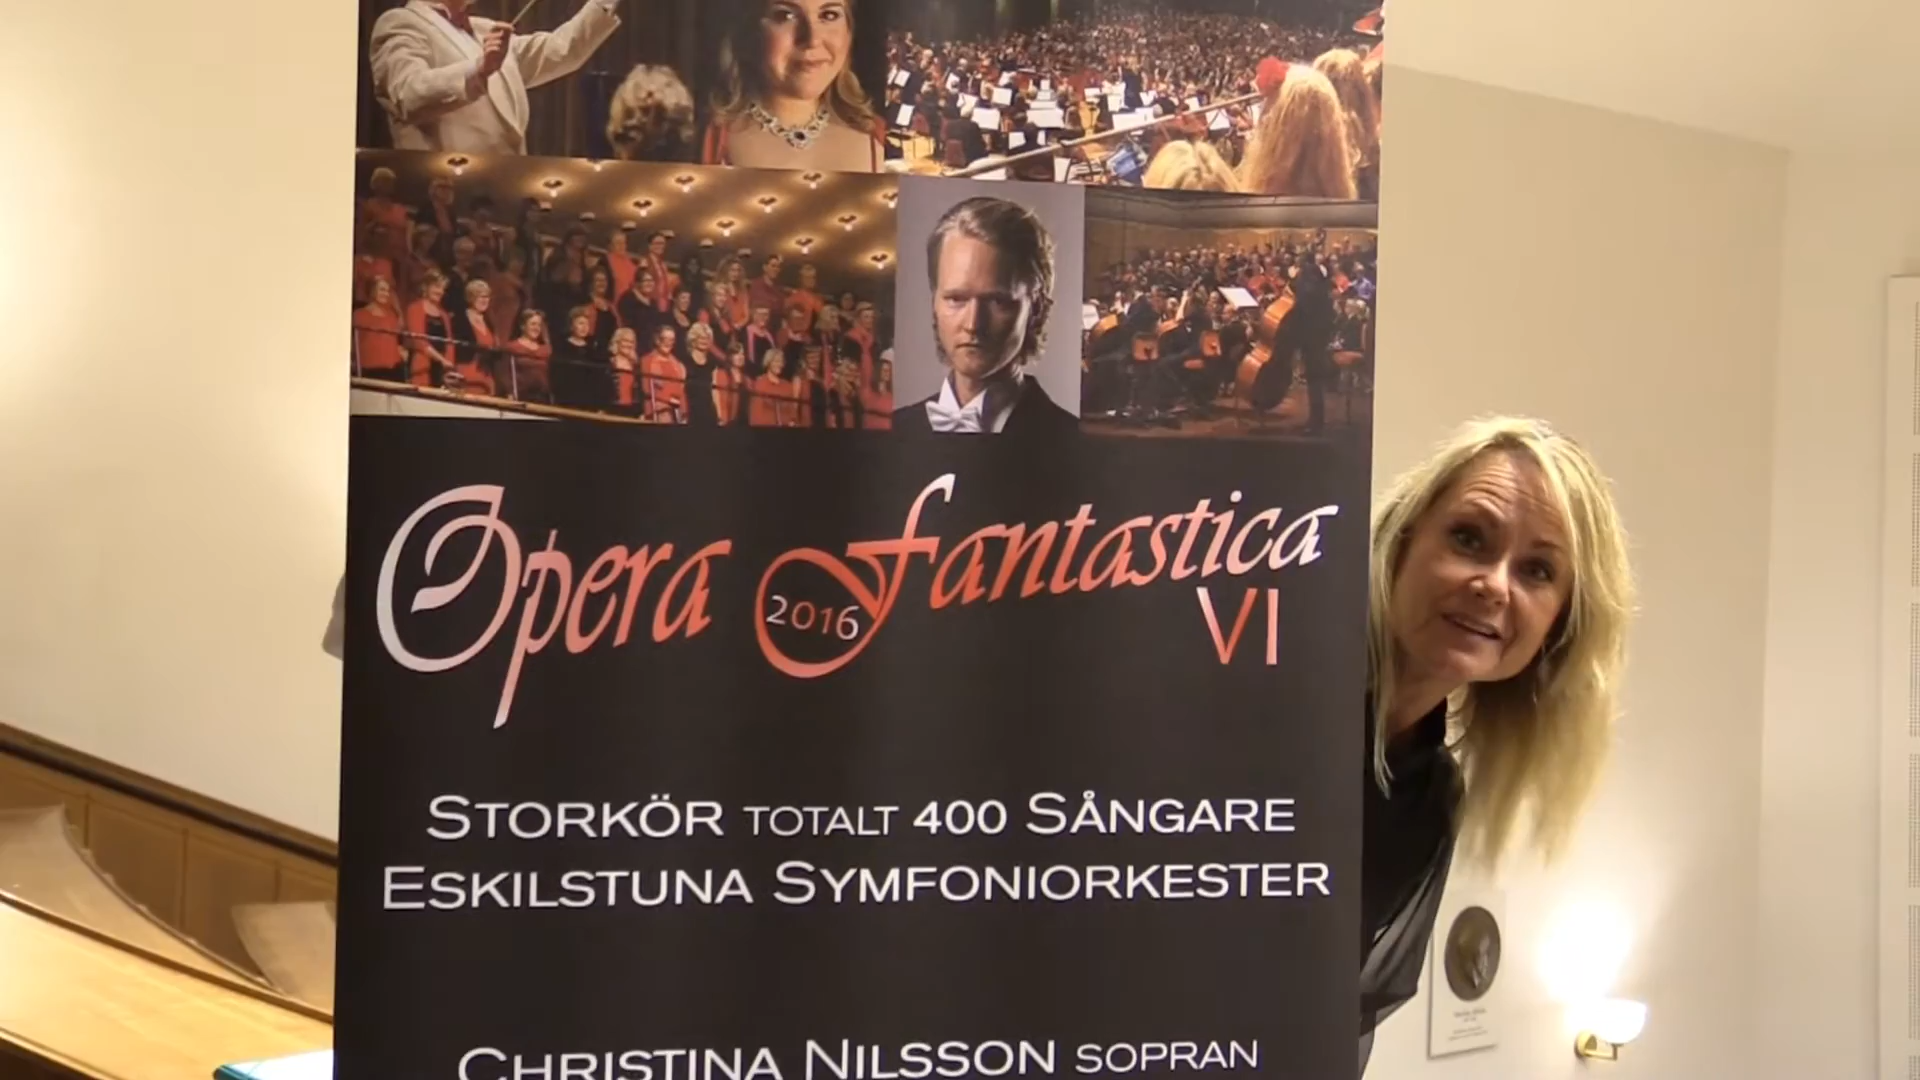 Opera Fantastica
2016
VI
STORKÖR TOTALT 400 SÅNGARE
ESKILSTUNA SYMFONIORKESTER
CHRISTINA NILSSON SOPRAN